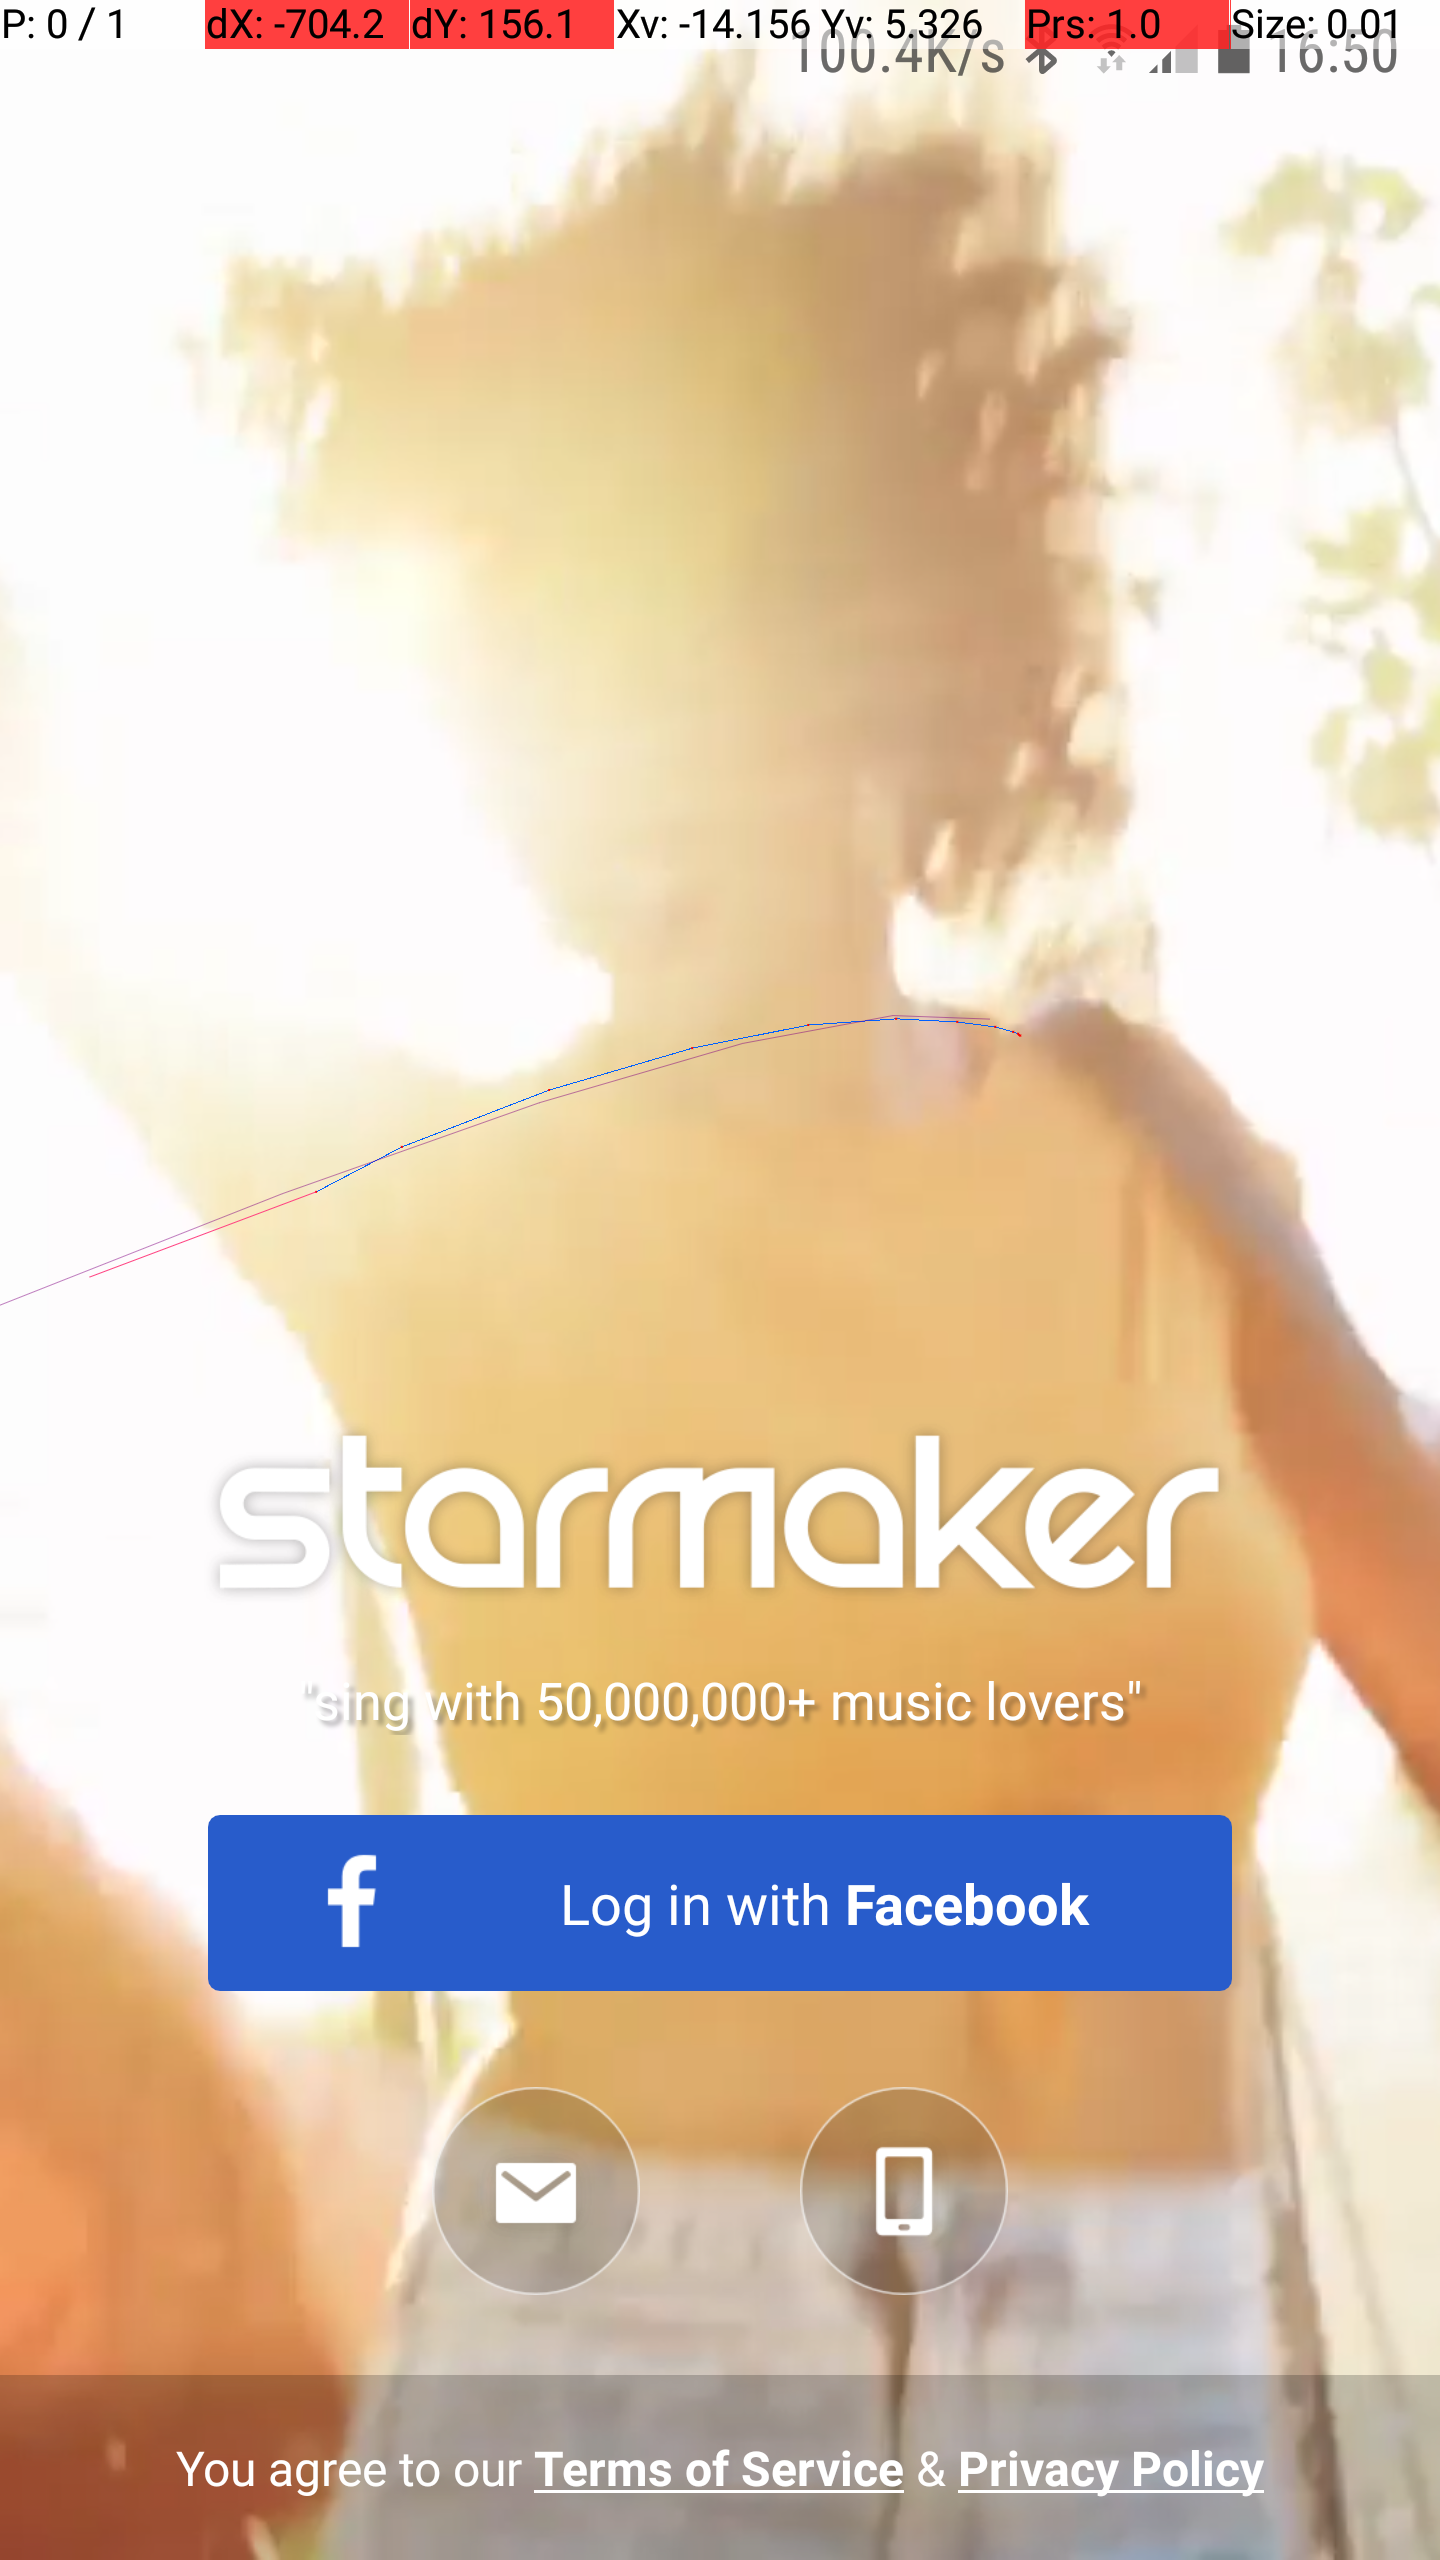 P: 0 / 1 dX: -704.2 dY: 156.1 Xv: -14.156 Yv: 5.326 Prs: 1.0 Size: 0.01
100.4K/s 16:50
starmaker
"sing with 50,000,000+ music lovers"
f Log in with Facebook
You agree to our Terms of Service & Privacy Policy